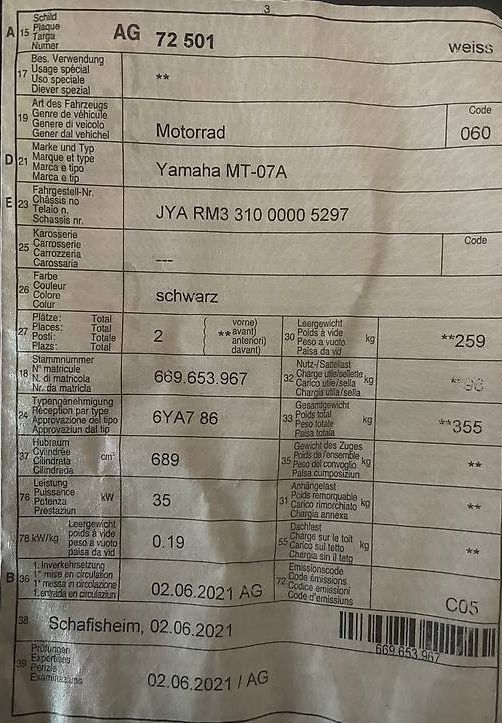 3
A 15 Schild
Plaque
Targa
Numer
AG 72 501
weiss
17 Bes. Verwendung
Usage spécial
Uso speciale
Diever spezial
**
19 Art des Fahrzeugs
Genre de véhicule
Genere di veicolo
Gener dal vehichel
Motorrad
Code
060
D 21 Marke und Typ
Marque et type
Marca e tipo
Marca e tip
Yamaha MT-07A
E 23 Fahrgestell-Nr.
Châssis no
Telaio n.
Schassis nr.
JYA RM3 310 0000 5297
25 Karosserie
Carrosserie
Carrozzeria
Carossaria
---
Code
26 Farbe
Couleur
Colore
Colur
schwarz
27 Plätze: Total
Places: Total
Posti: Totale
Plazs: Total
2
vorne)
** avant)
anteriori)
davant)
30 Leergewicht
Poids à vide
Peso a vuoto
Paisa da vid
kg
**259
18 Stammnummer
N° matricule
N. di matricola
Nr. da matricla
669.653.967
32 Nutz-/Sattellast
Charge utile/sellette
Carico utile/sella
Chargia utila/sella
kg
24 Typengenehmigung
Réception par type
Approvazione del tipo
Approvaziun dal tip
6YA7 86
33 Gesamtgewicht
Poids total
Peso totale
Paisa totala
kg
**355
37 Hubraum
Cylindrée
Cilindrata
Cilindrada
cm³
689
35 Gewicht des Zuges
Poids de l'ensemble
Peso del convoglio
Paisa cumposiziun
kg
**
76 Leistung
Puissance
Potenza
Prestaziun
kW
35
31 Anhängelast
Poids remorquable
Carico rimorchiato
Chargia annexa
kg
**
78 kW/kg
Leergewicht
poids à vide
peso a vuoto
paisa da vid
0.19
55 Dachlast
Charge sur le toit
Carico sul tetto
Chargia sin il tetg
kg
**
B 36 1. Inverkehrsetzung
1re mise en circulation
1a messa in circolazione
1. entrada en circulaziun
02.06.2021 AG
72 Emissionscode
Code émissions
Codice emissioni
Code d'emissiuns
C05
38 Schafisheim, 02.06.2021
669 653 967
39 Prüfungen
Expertises
Perizie
Examinaziuns
02.06.2021 / AG